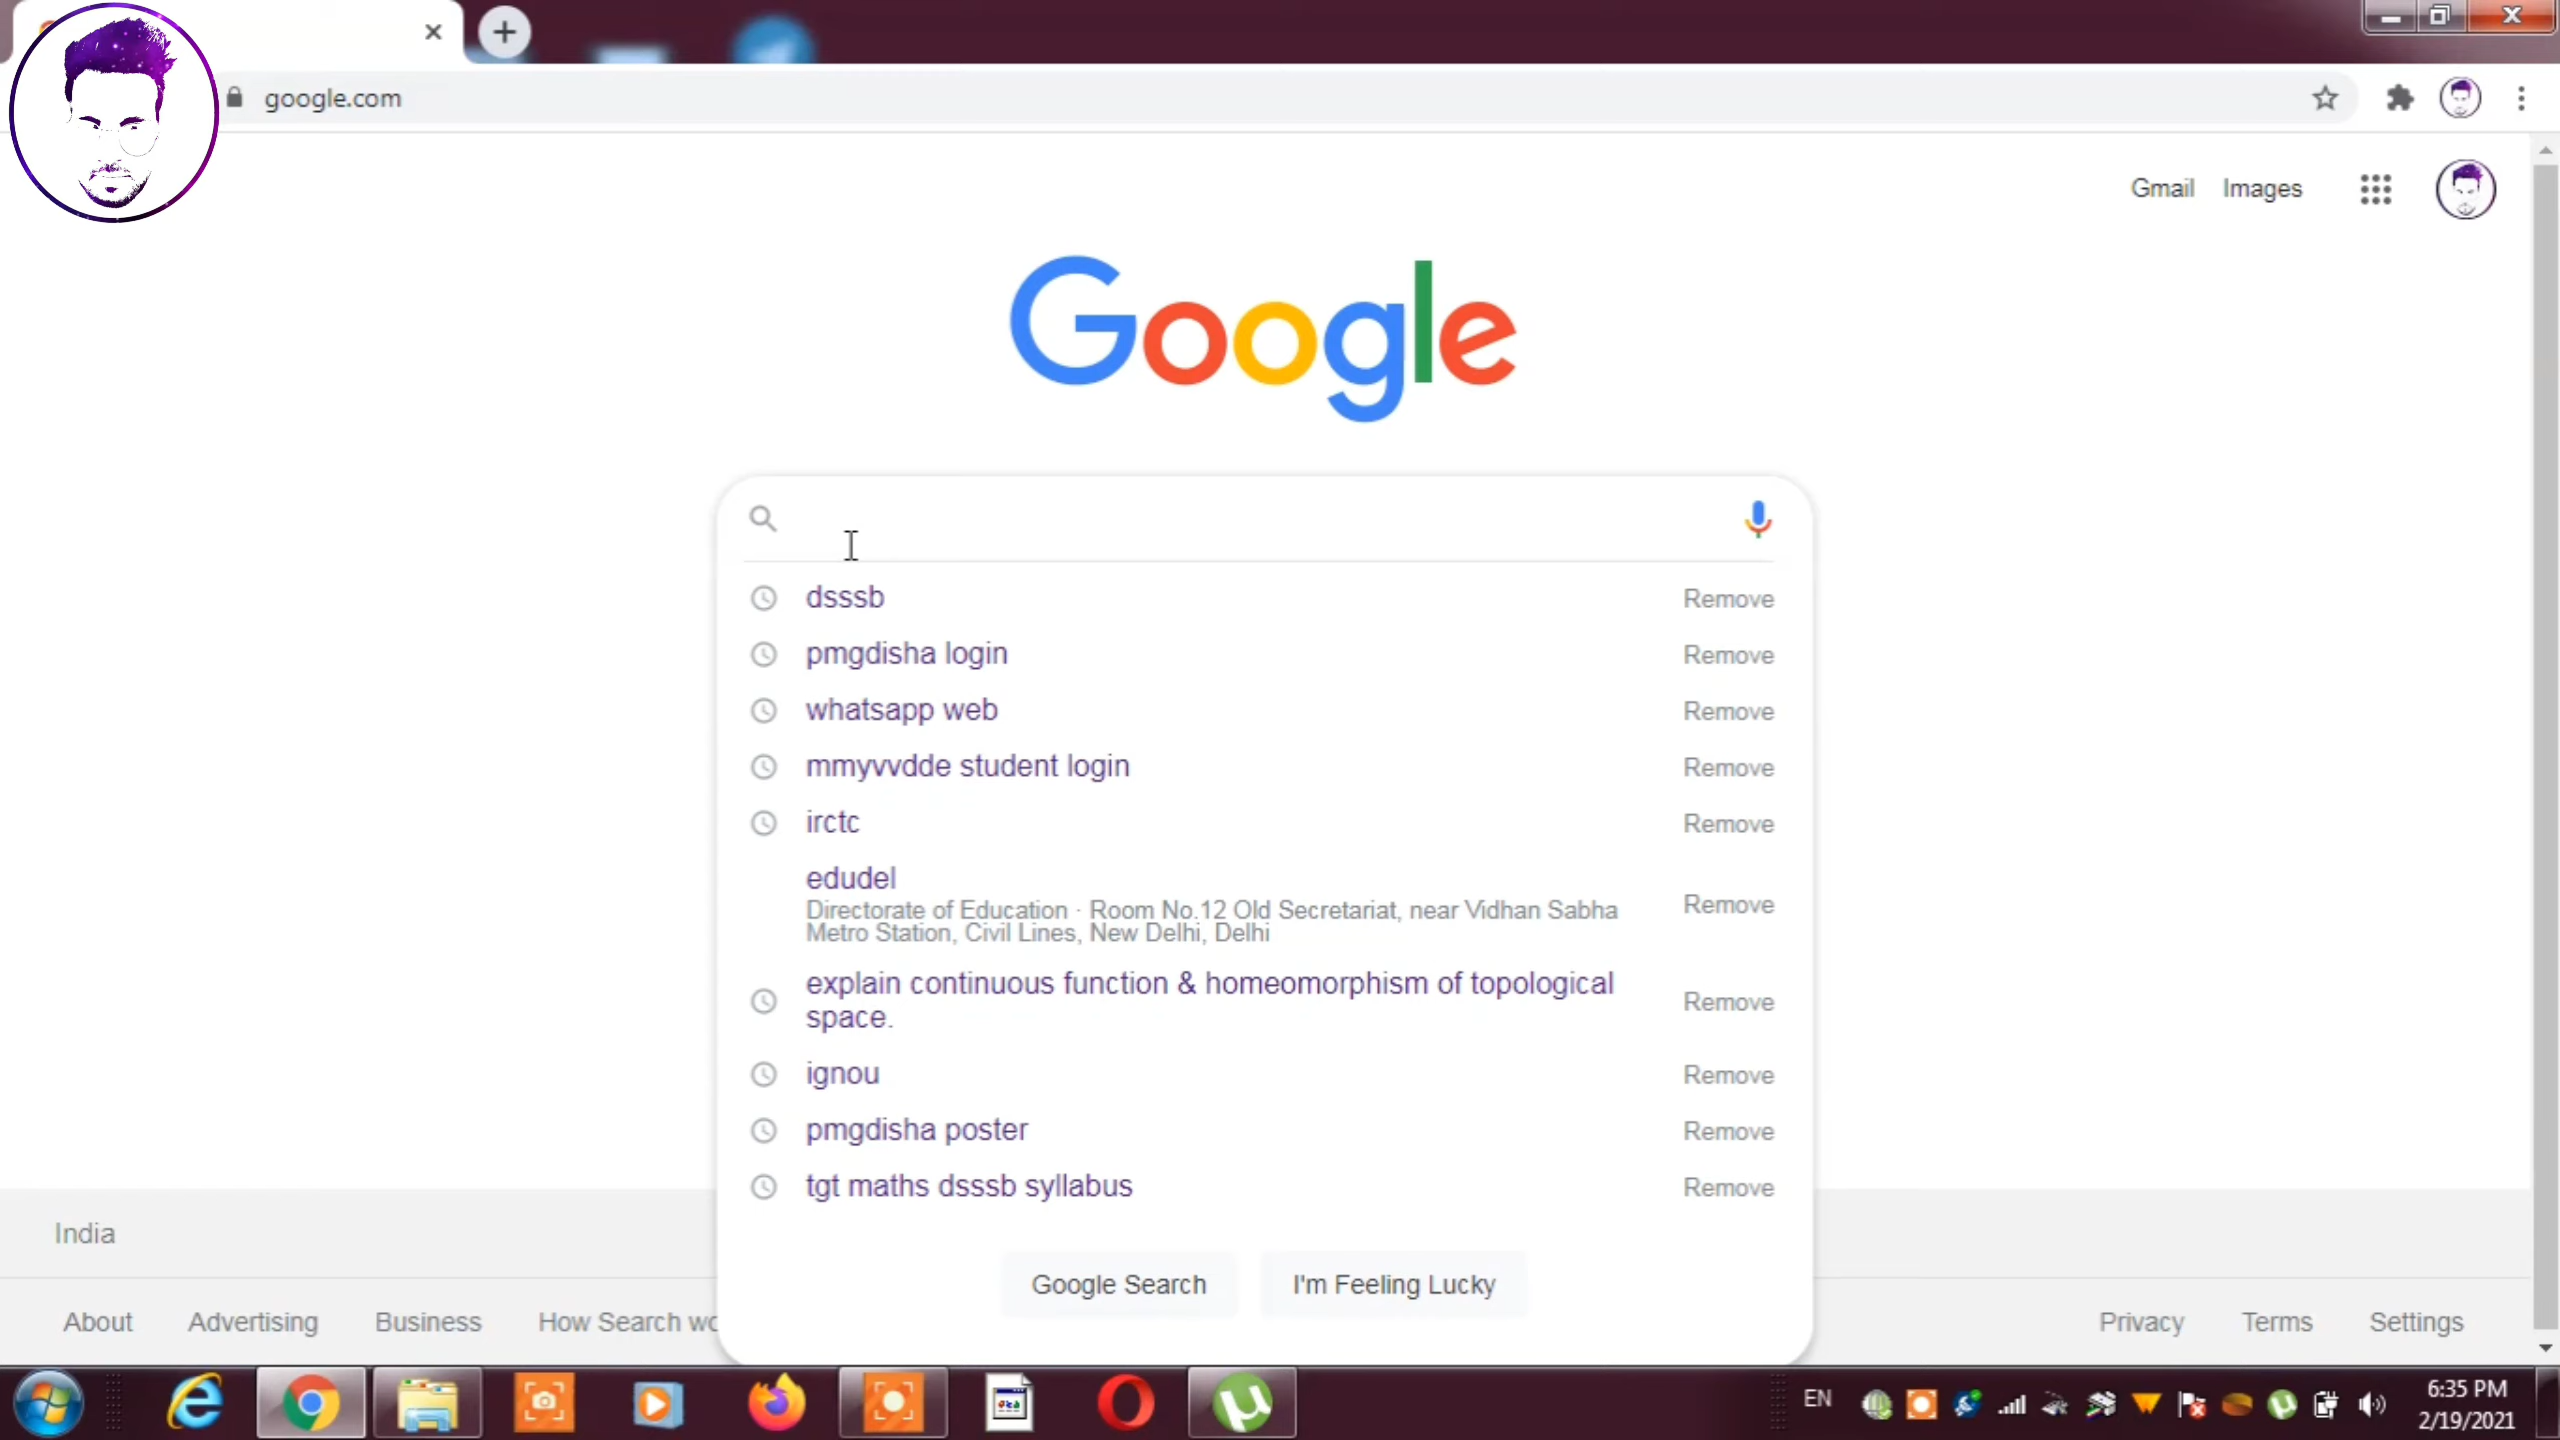 google.com
Gmail Images
Google
dsssb Remove
pmgdisha login Remove
whatsapp web Remove
mmyvvdde student login Remove
irctc Remove
edudel
Directorate of Education · Room No.12 Old Secretariat, near Vidhan Sabha Remove
Metro Station, Civil Lines, New Delhi, Delhi
explain continuous function & homeomorphism of topological Remove
space.
ignou Remove
pmgdisha poster Remove
tgt maths dsssb syllabus Remove
India
Google Search I'm Feeling Lucky
About Advertising Business How Search Privacy Terms Settings
EN 6:35 PM
2/19/2021